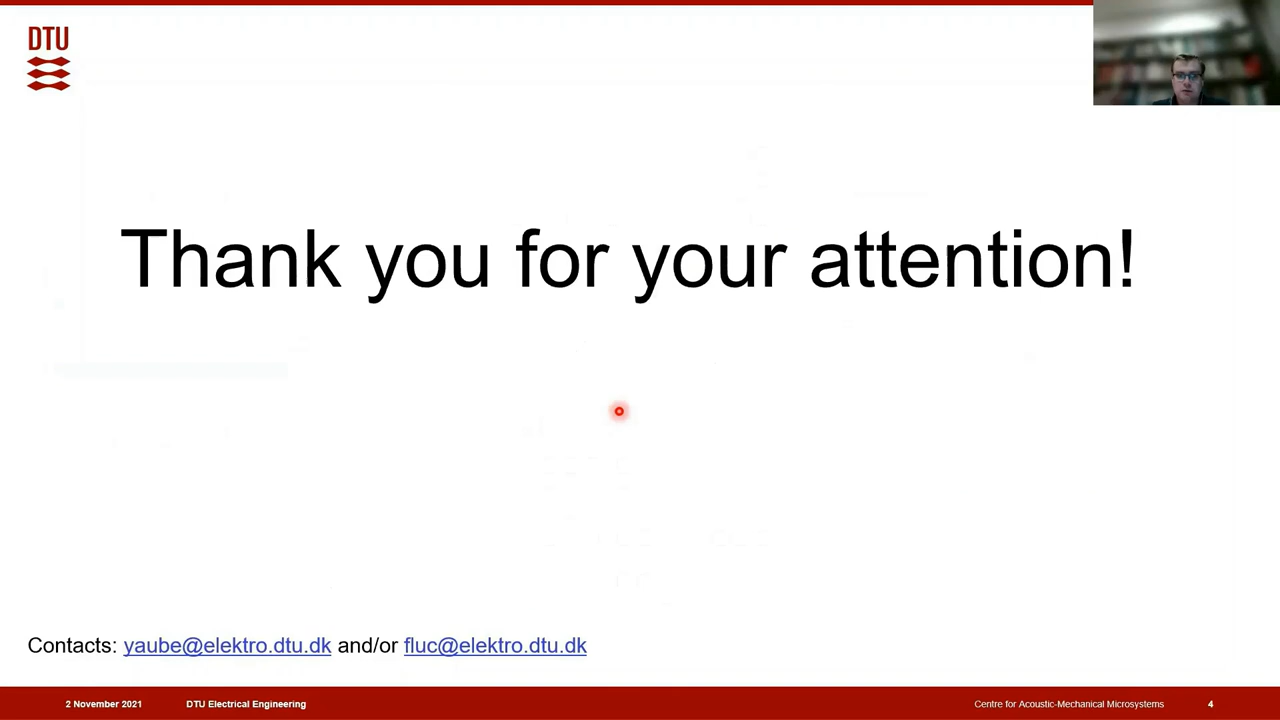 DTU
Thank you for your attention!
Contacts: yaube@elektro.dtu.dk and/or fluc@elektro.dtu.dk
2 November 2021 DTU Electrical Engineering Centre for Acoustic-Mechanical Microsystems 4